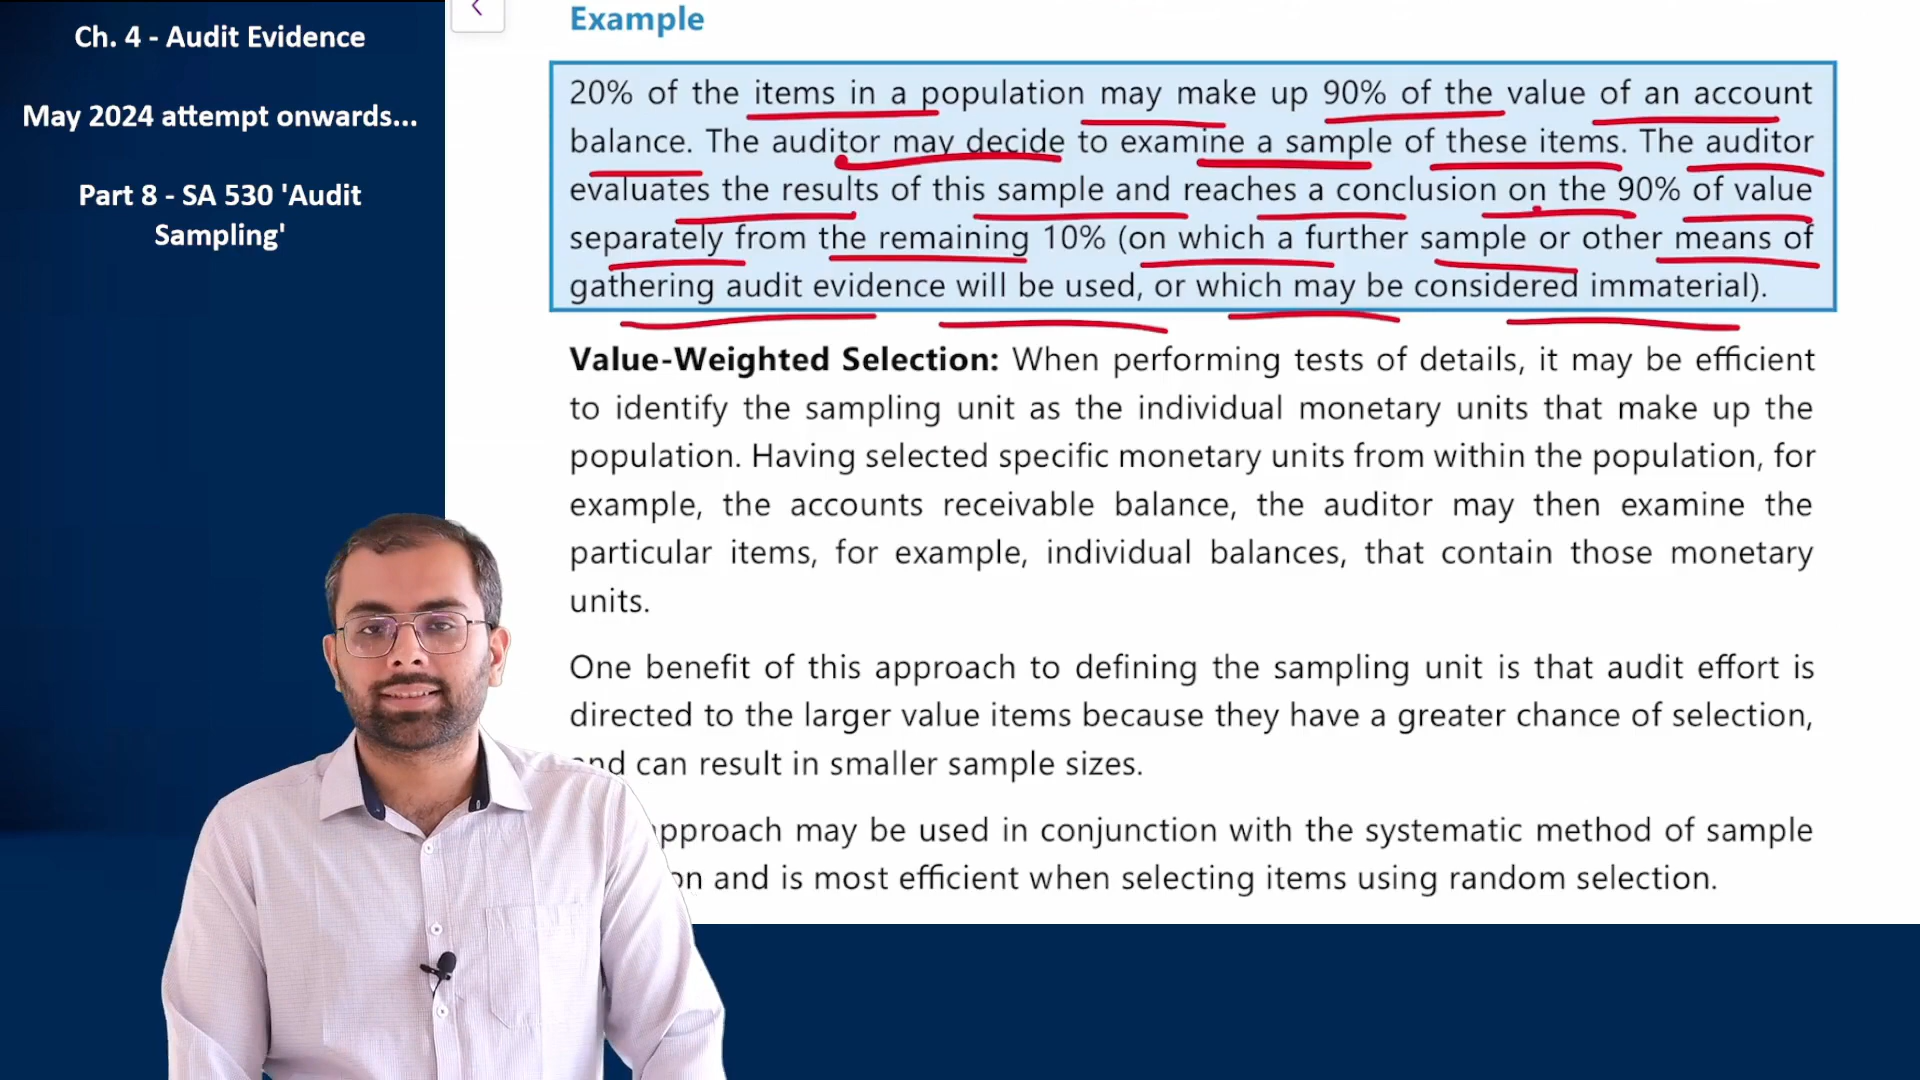 Ch. 4 - Audit Evidence
May 2024 attempt onwards...
Part 8 - SA 530 'Audit
Sampling'
Example
20% of the items in a population may make up 90% of the value of an account
balance. The auditor may decide to examine a sample of these items. The auditor
evaluates the results of this sample and reaches a conclusion on the 90% of value
separately from the remaining 10% (on which a further sample or other means of
gathering audit evidence will be used, or which may be considered immaterial).
Value-Weighted Selection: When performing tests of details, it may be efficient
to identify the sampling unit as the individual monetary units that make up the
population. Having selected specific monetary units from within the population, for
example, the accounts receivable balance, the auditor may then examine the
particular items, for example, individual balances, that contain those monetary
units.
One benefit of this approach to defining the sampling unit is that audit effort is
directed to the larger value items because they have a greater chance of selection,
and can result in smaller sample sizes.
approach may be used in conjunction with the systematic method of sample
and is most efficient when selecting items using random selection.